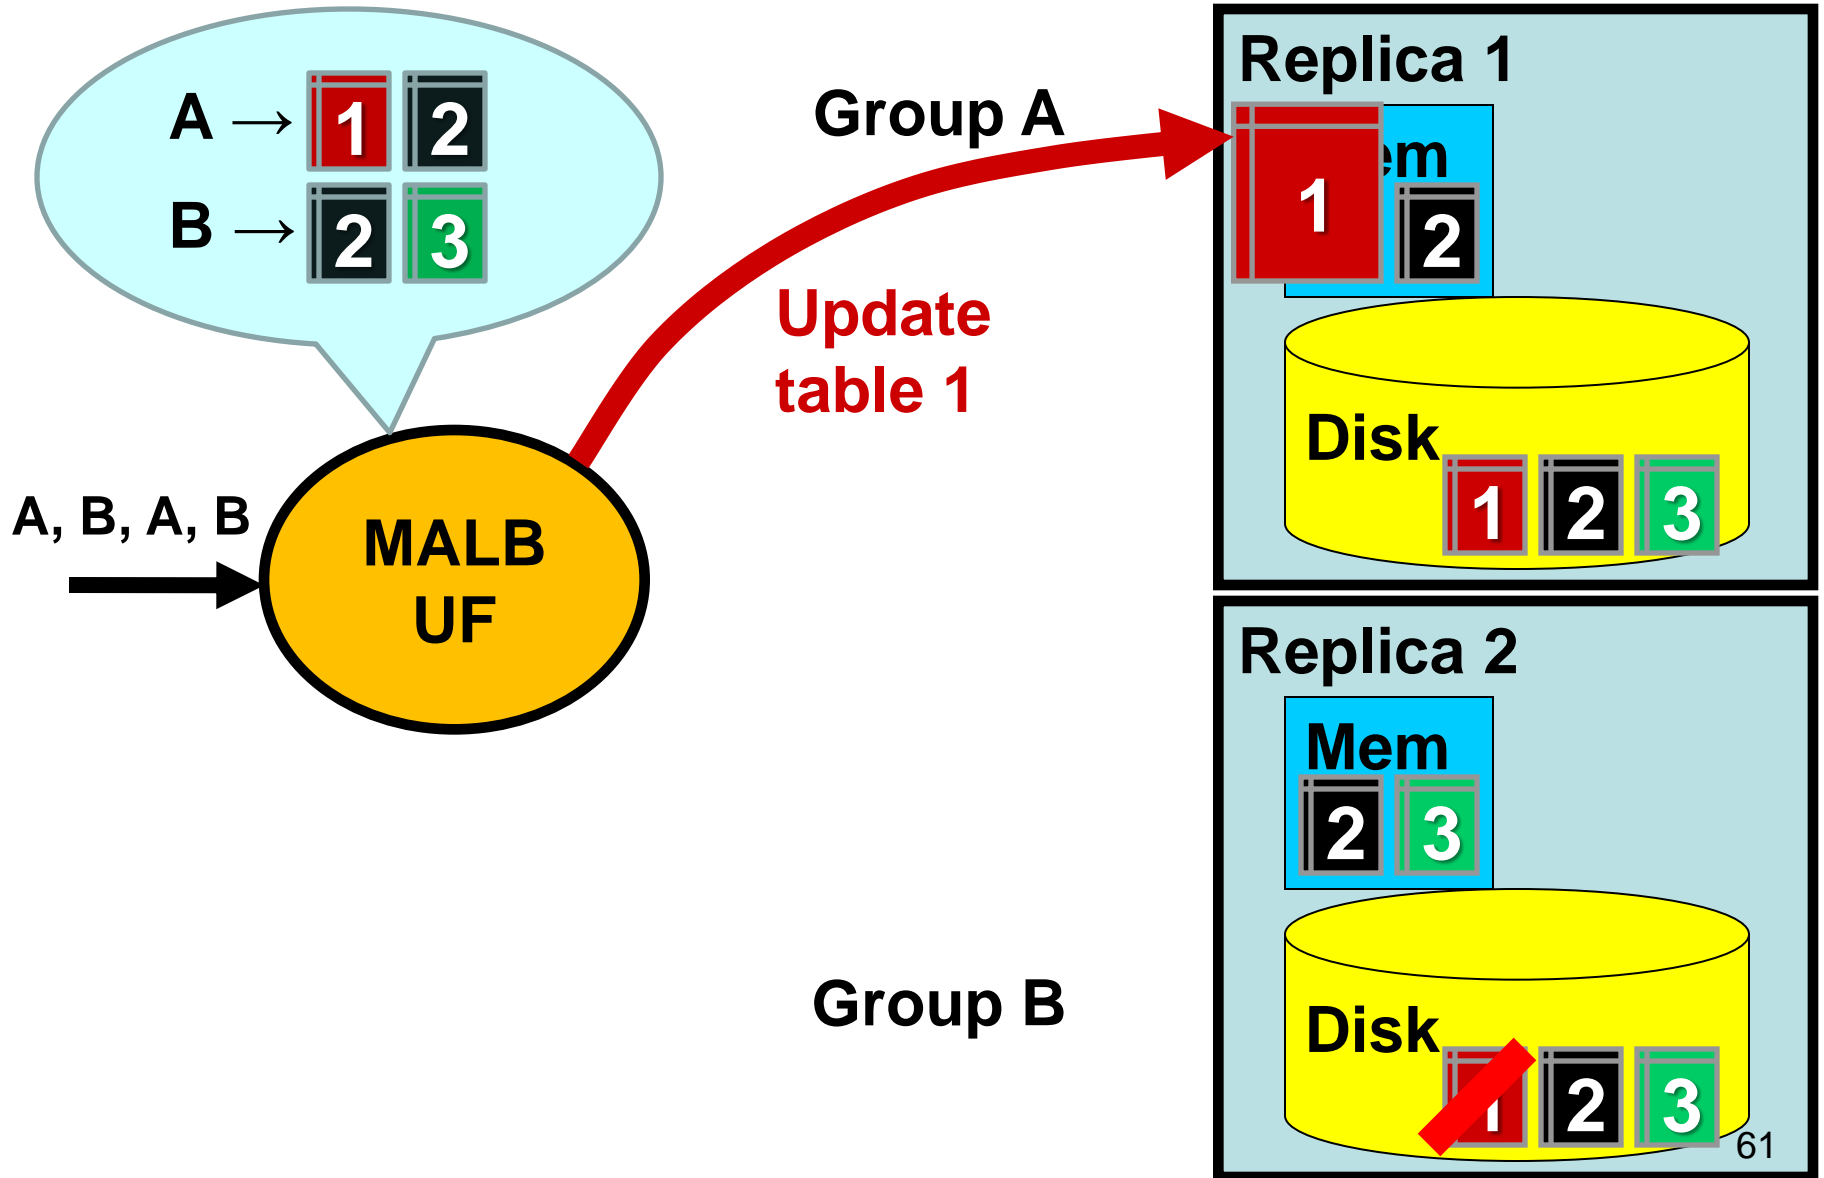 A → 1 2
B → 2 3
A, B, A, B
MALB
UF
Group A
Update
table 1
Group B
Replica 1
1 em
2
Disk
1 2 3
Replica 2
Mem
2 3
Disk
1 2 3
61